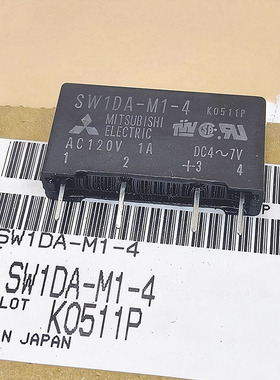 SW1DA-M1-4 K0511P
MITSUBISHI ELECTRIC
TÜV
AC120V 1A DC4~7V
1 2 +3 4
SW1DA-M1-4
SW1DA-M1-4
LOT K0511P
N JAPAN